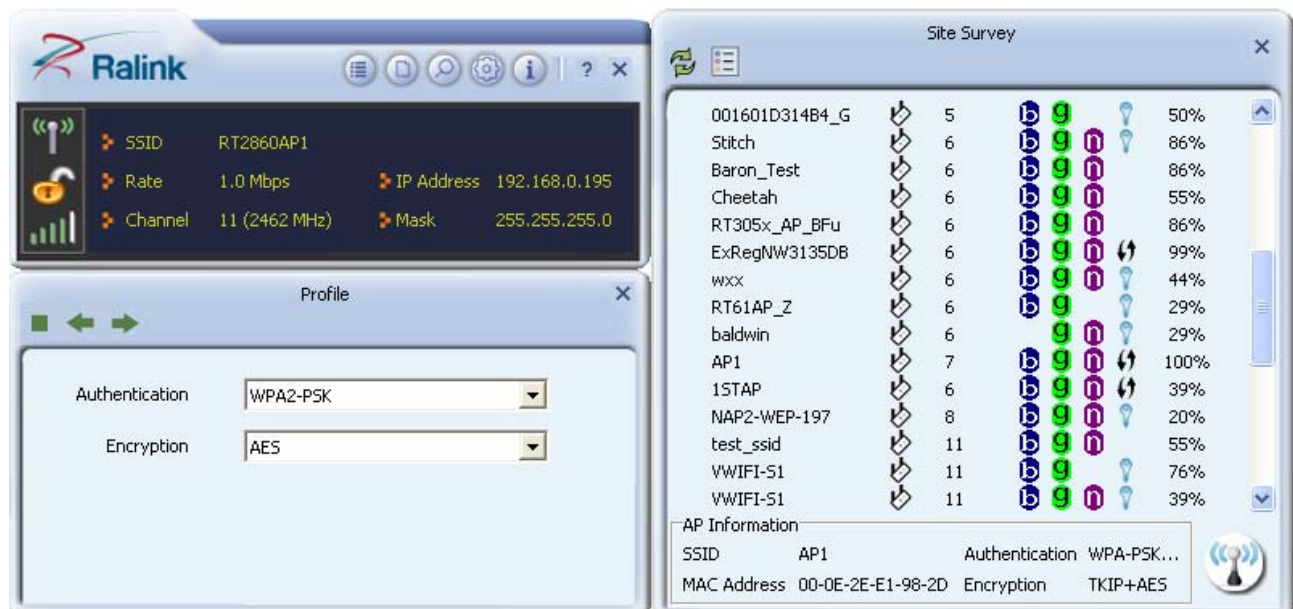 Ralink
? ×
SSID RT2860AP1
Rate 1.0 Mbps IP Address 192.168.0.195
Channel 11 (2462 MHz) Mask 255.255.255.0
Profile
Authentication WPA2-PSK
Encryption AES
Site Survey
001601D314B4_G 5 b g 50%
Stitch 6 b g n 86%
Baron_Test 6 b g n 86%
Cheetah 6 b g n 55%
RT305x_AP_BFu 6 b g n 86%
ExRegNW3135DB 6 b g n 99%
wxx 6 b g n 44%
RT61AP_Z 6 b g 29%
baldwin 6 g n 29%
AP1 7 b g n 100%
1STAP 6 b g n 39%
NAP2-WEP-197 8 b g n 20%
test_ssid 11 b g n 55%
VWIFI-S1 11 b g 76%
VWIFI-S1 11 b g n 39%
AP Information
SSID AP1 Authentication WPA-PSK...
MAC Address 00-0E-2E-E1-98-2D Encryption TKIP+AES